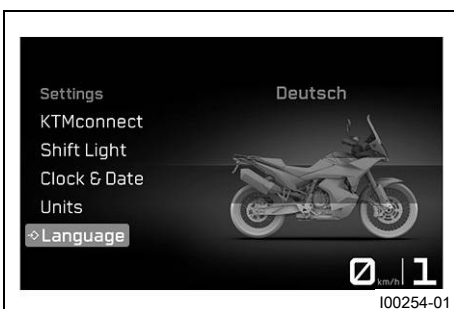 Settings
Deutsch
KTMconnect
Shift Light
Clock & Date
Units
Language
0 km/h 1
I00254-01